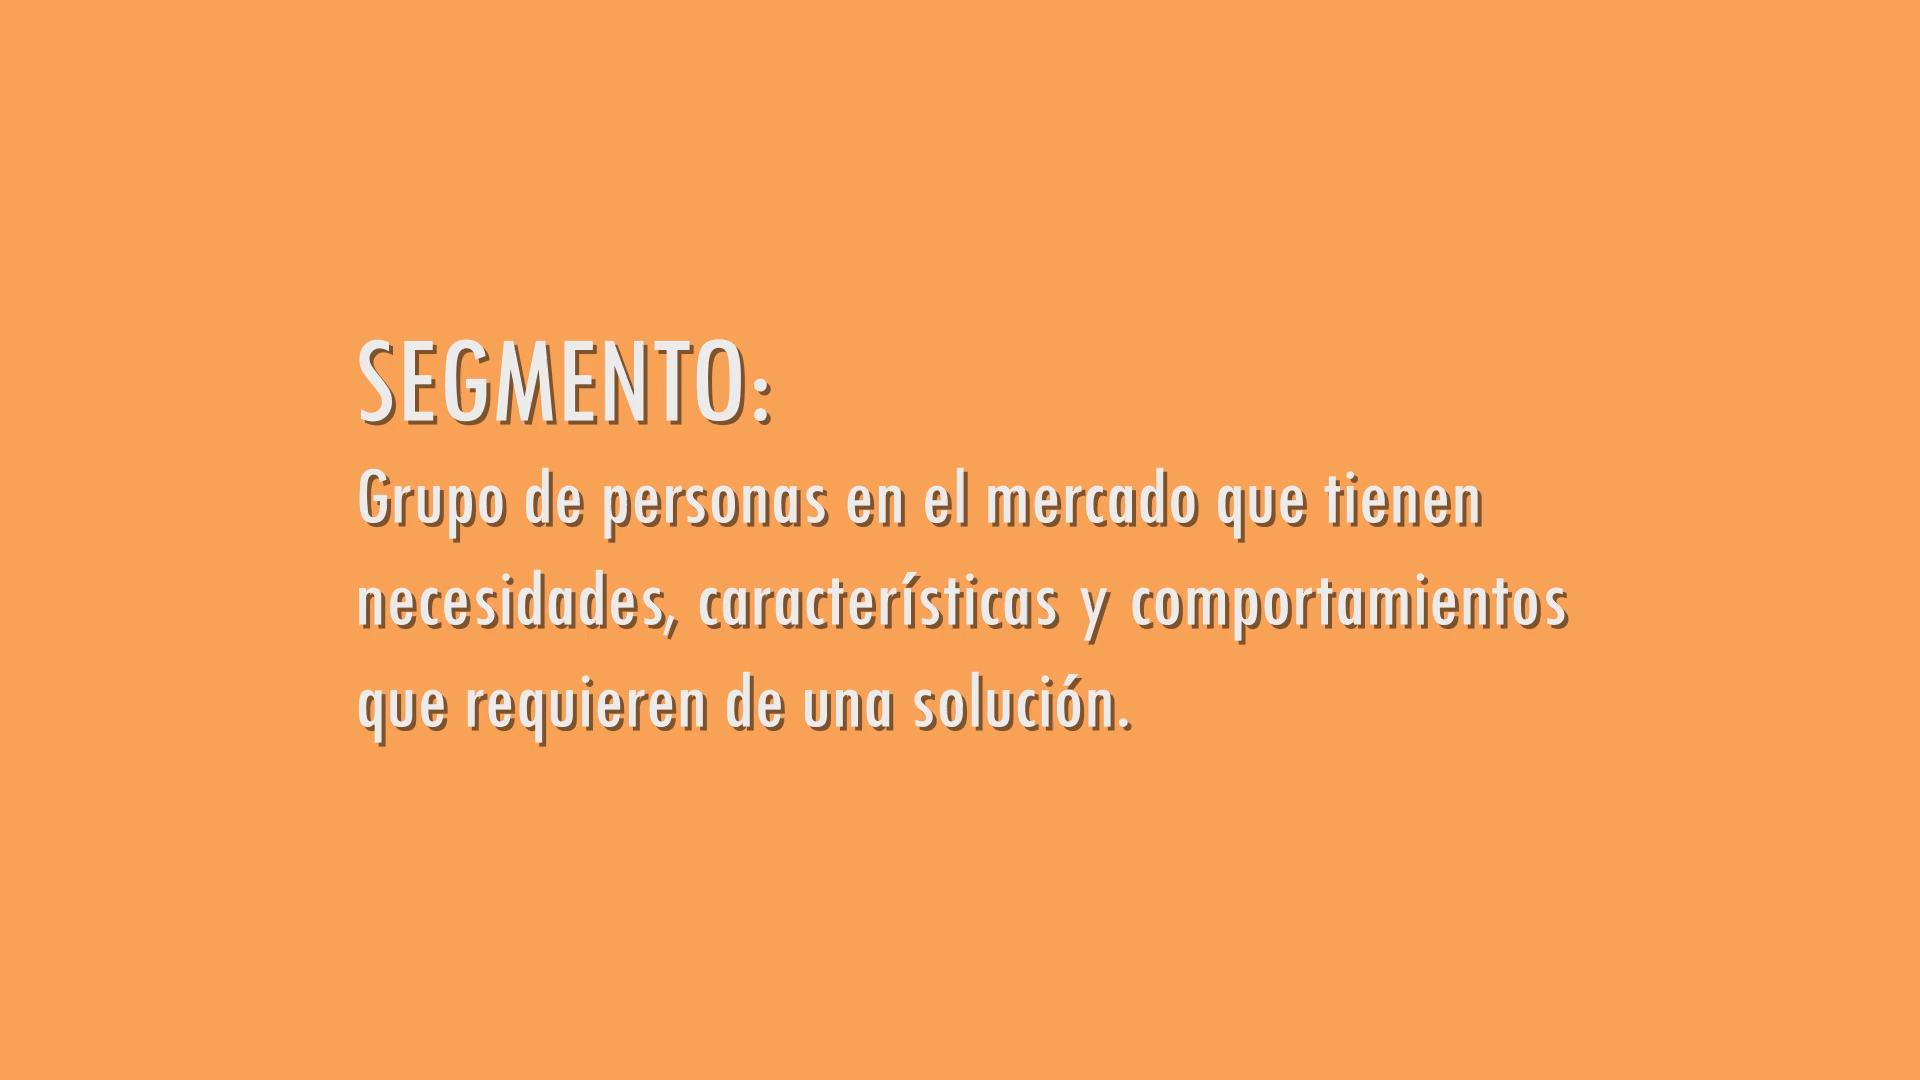 SEGMENTO:
Grupo de personas en el mercado que tienen
necesidades, características y comportamientos
que requieren de una solución.